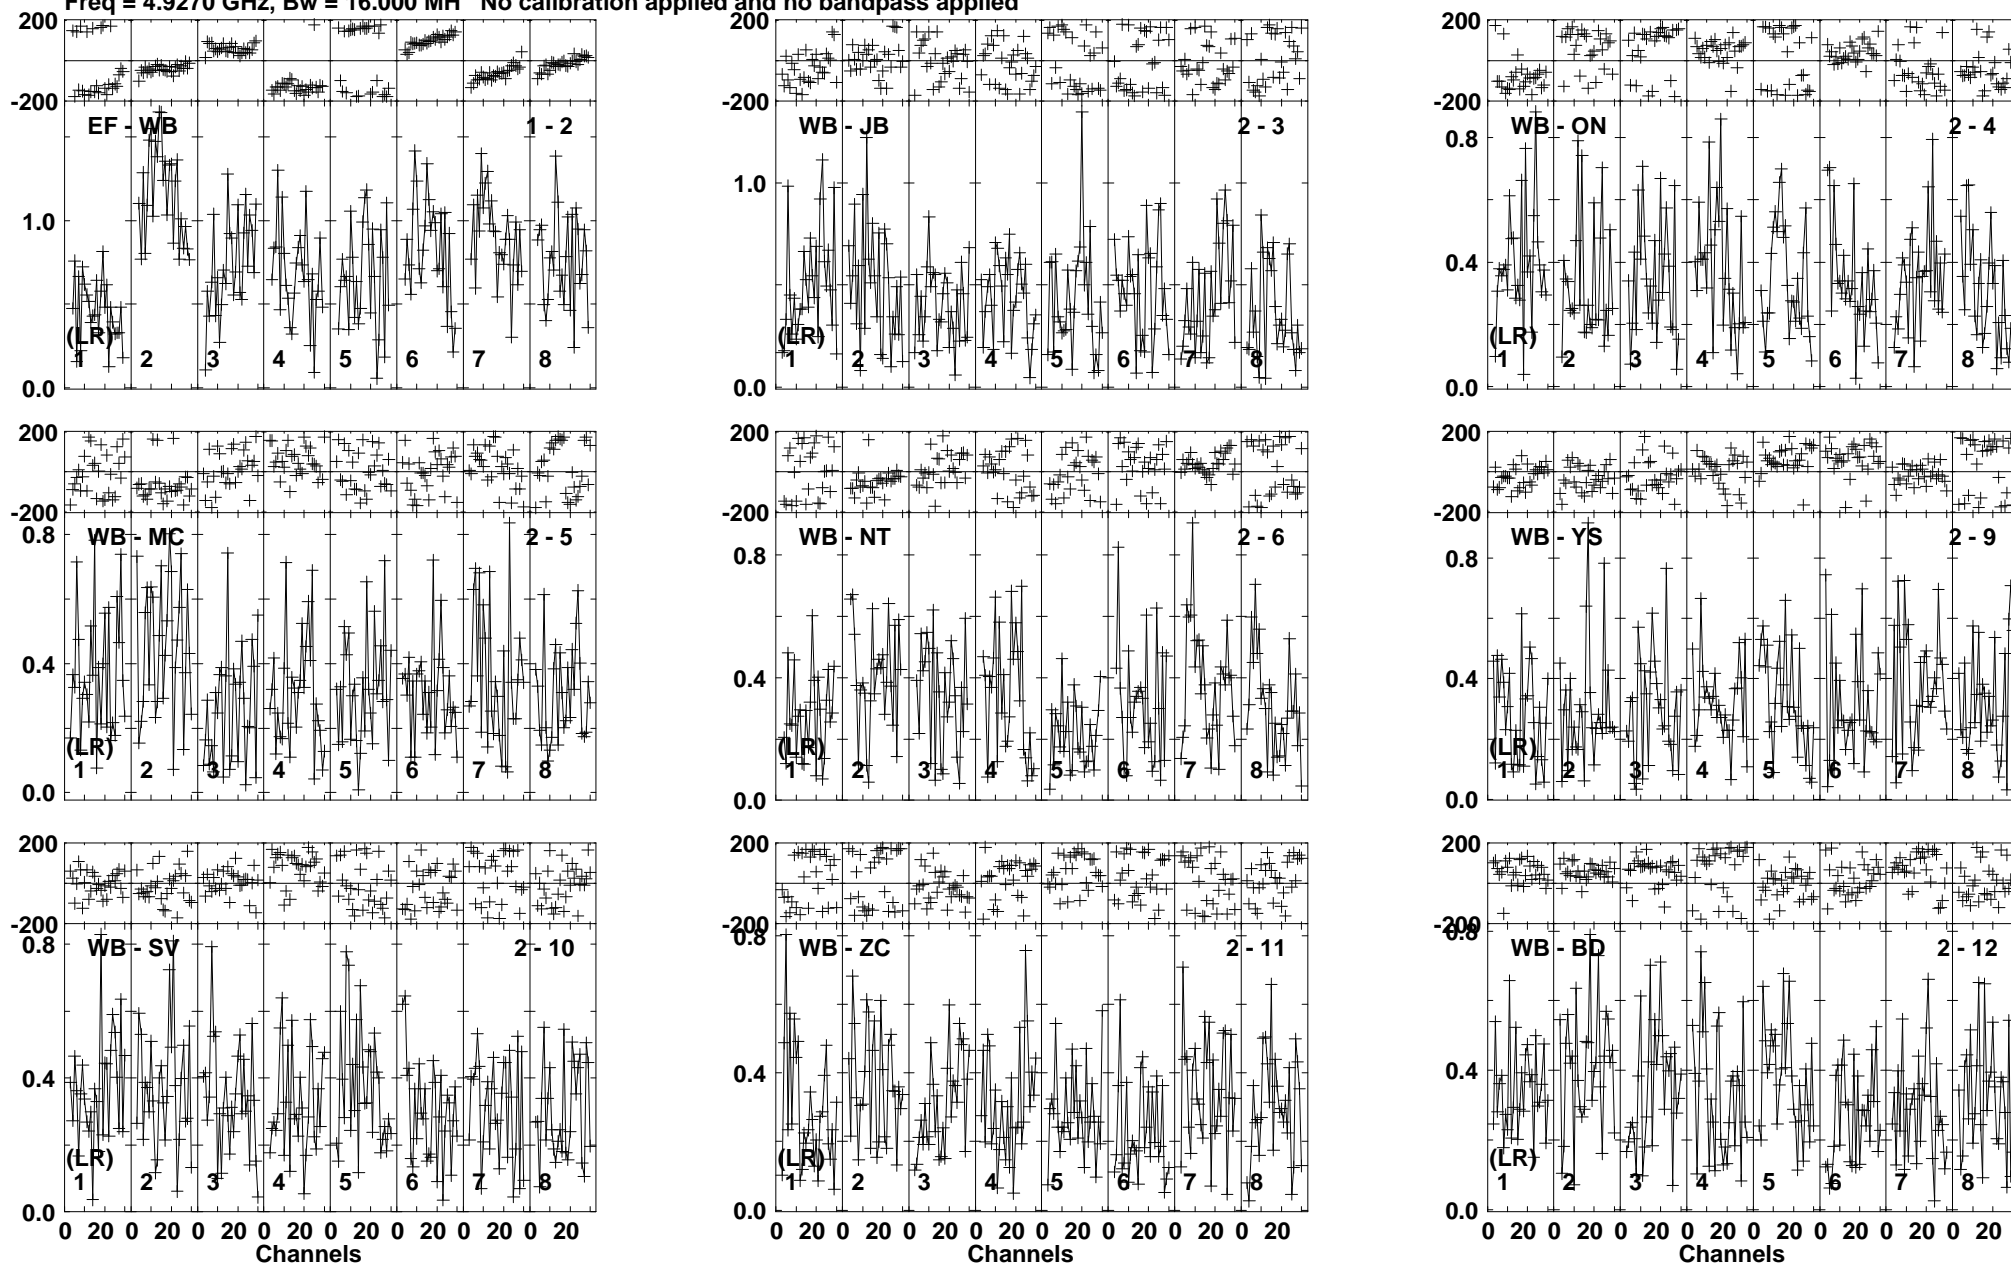 Freq = 4.9270 GHz, Bw = 16.000 MH No calibration applied and no bandpass applied
200
-200
EF - WB 1 - 2
1.0
0.0
(LR)
1 2 3 4 5 6 7 8
WB - JB 2 - 3
1.0
0.0
(LR)
1 2 3 4 5 6 7 8
200
-200
WB - ON 2 - 4
0.8
0.4
0.0
(LR)
1 2 3 4 5 6 7 8
200
-200
WB - MC 2 - 5
0.8
0.4
0.0
(LR)
1 2 3 4 5 6 7 8
200
-200
WB - NT 2 - 6
0.8
0.4
0.0
(LR)
1 2 3 4 5 6 7 8
200
-200
WB - YS 2 - 9
0.8
0.4
0.0
(LR)
1 2 3 4 5 6 7 8
200
-200
WB - SV 2 - 10
0.8
0.4
0.0
(LR)
1 2 3 4 5 6 7 8
0 20 0 20 0 20 0 20 0 20 0 20 0 20 0 20
Channels
200
-200
WB - ZC 2 - 11
0.8
0.4
0.0
(LR)
1 2 3 4 5 6 7 8
0 20 0 20 0 20 0 20 0 20 0 20 0 20 0 20
Channels
200
-200
WB - BD 2 - 12
0.8
0.4
0.0
(LR)
1 2 3 4 5 6 7 8
0 20 0 20 0 20 0 20 0 20 0 20 0 20 0 20
Channels